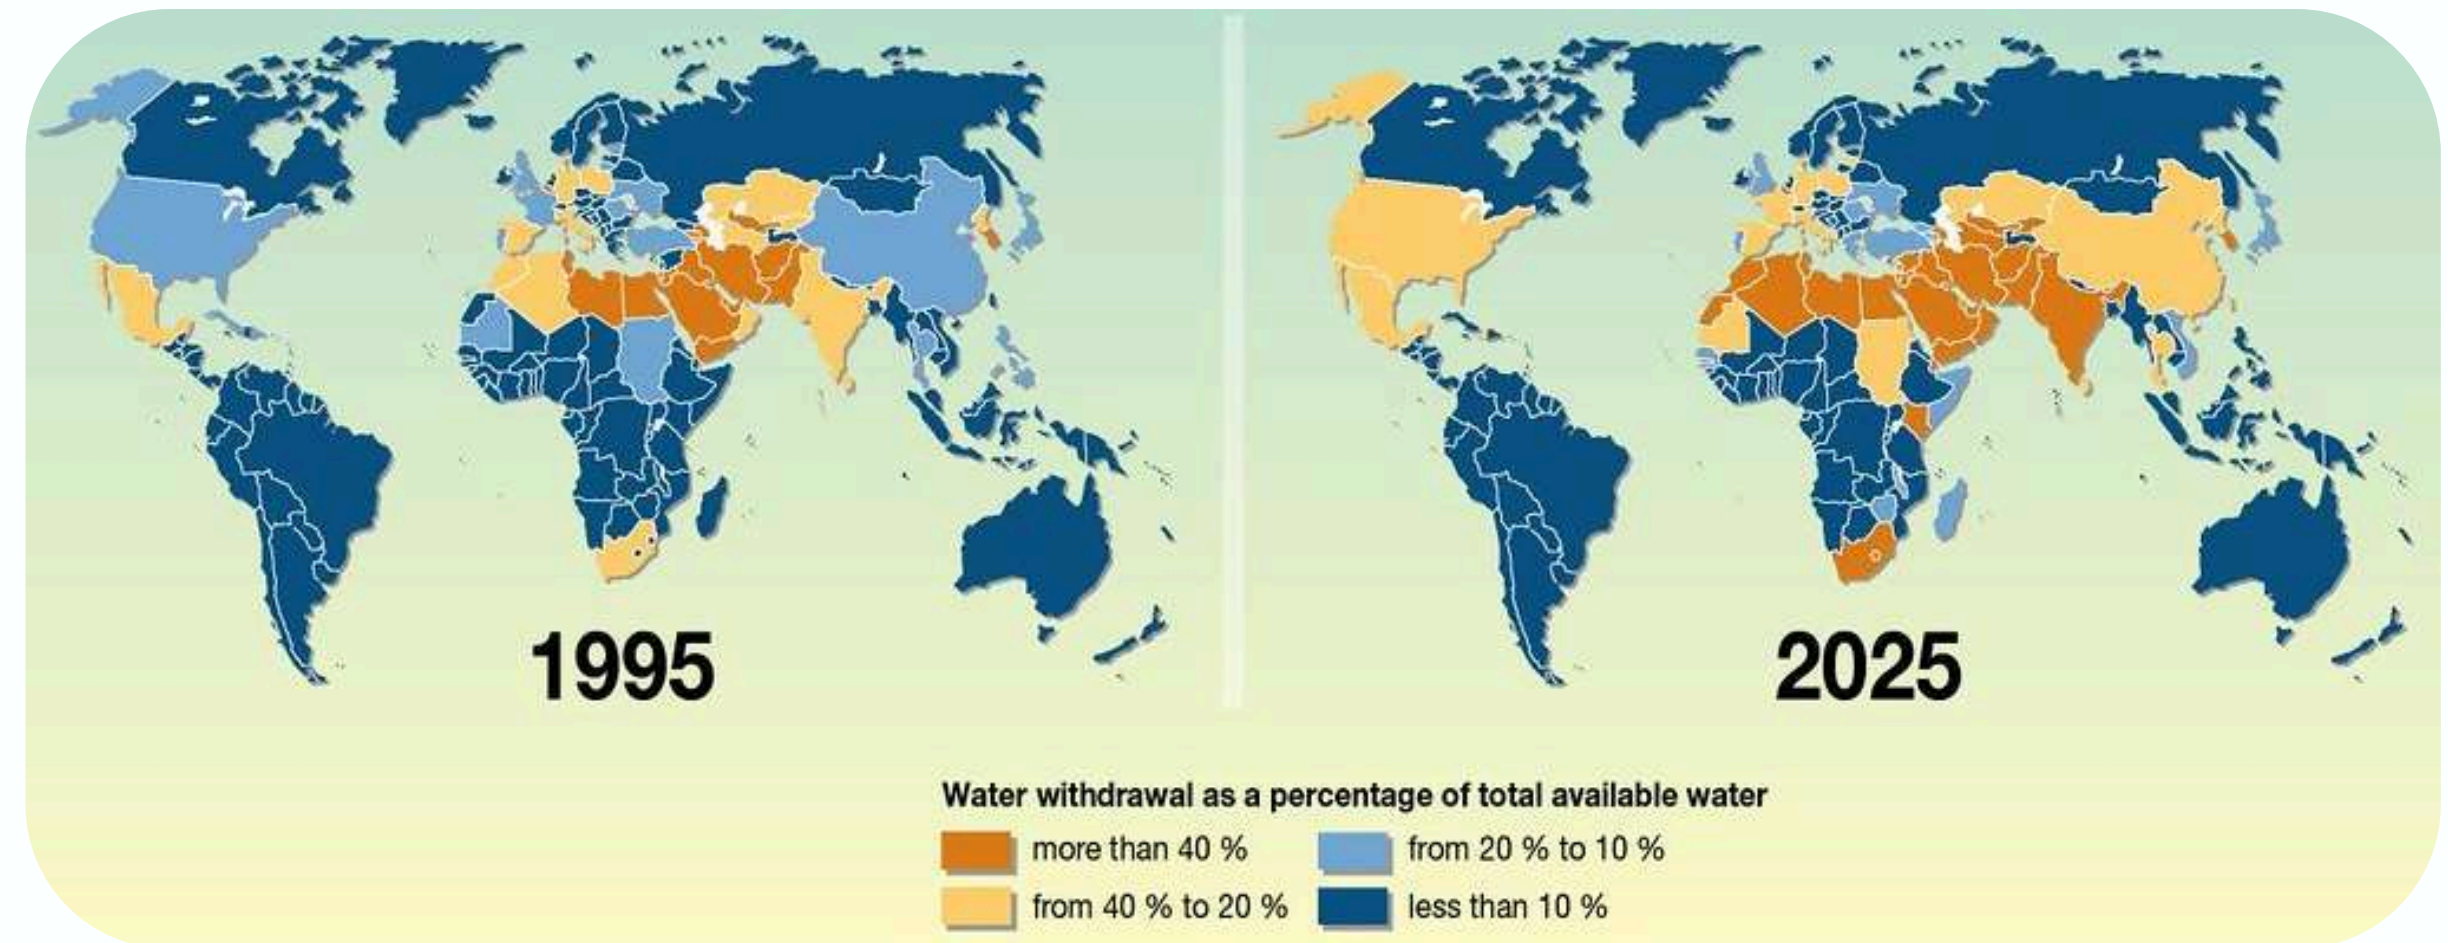 1995
2025
Water withdrawal as a percentage of total available water
more than 40 %
from 20 % to 10 %
from 40 % to 20 %
less than 10 %